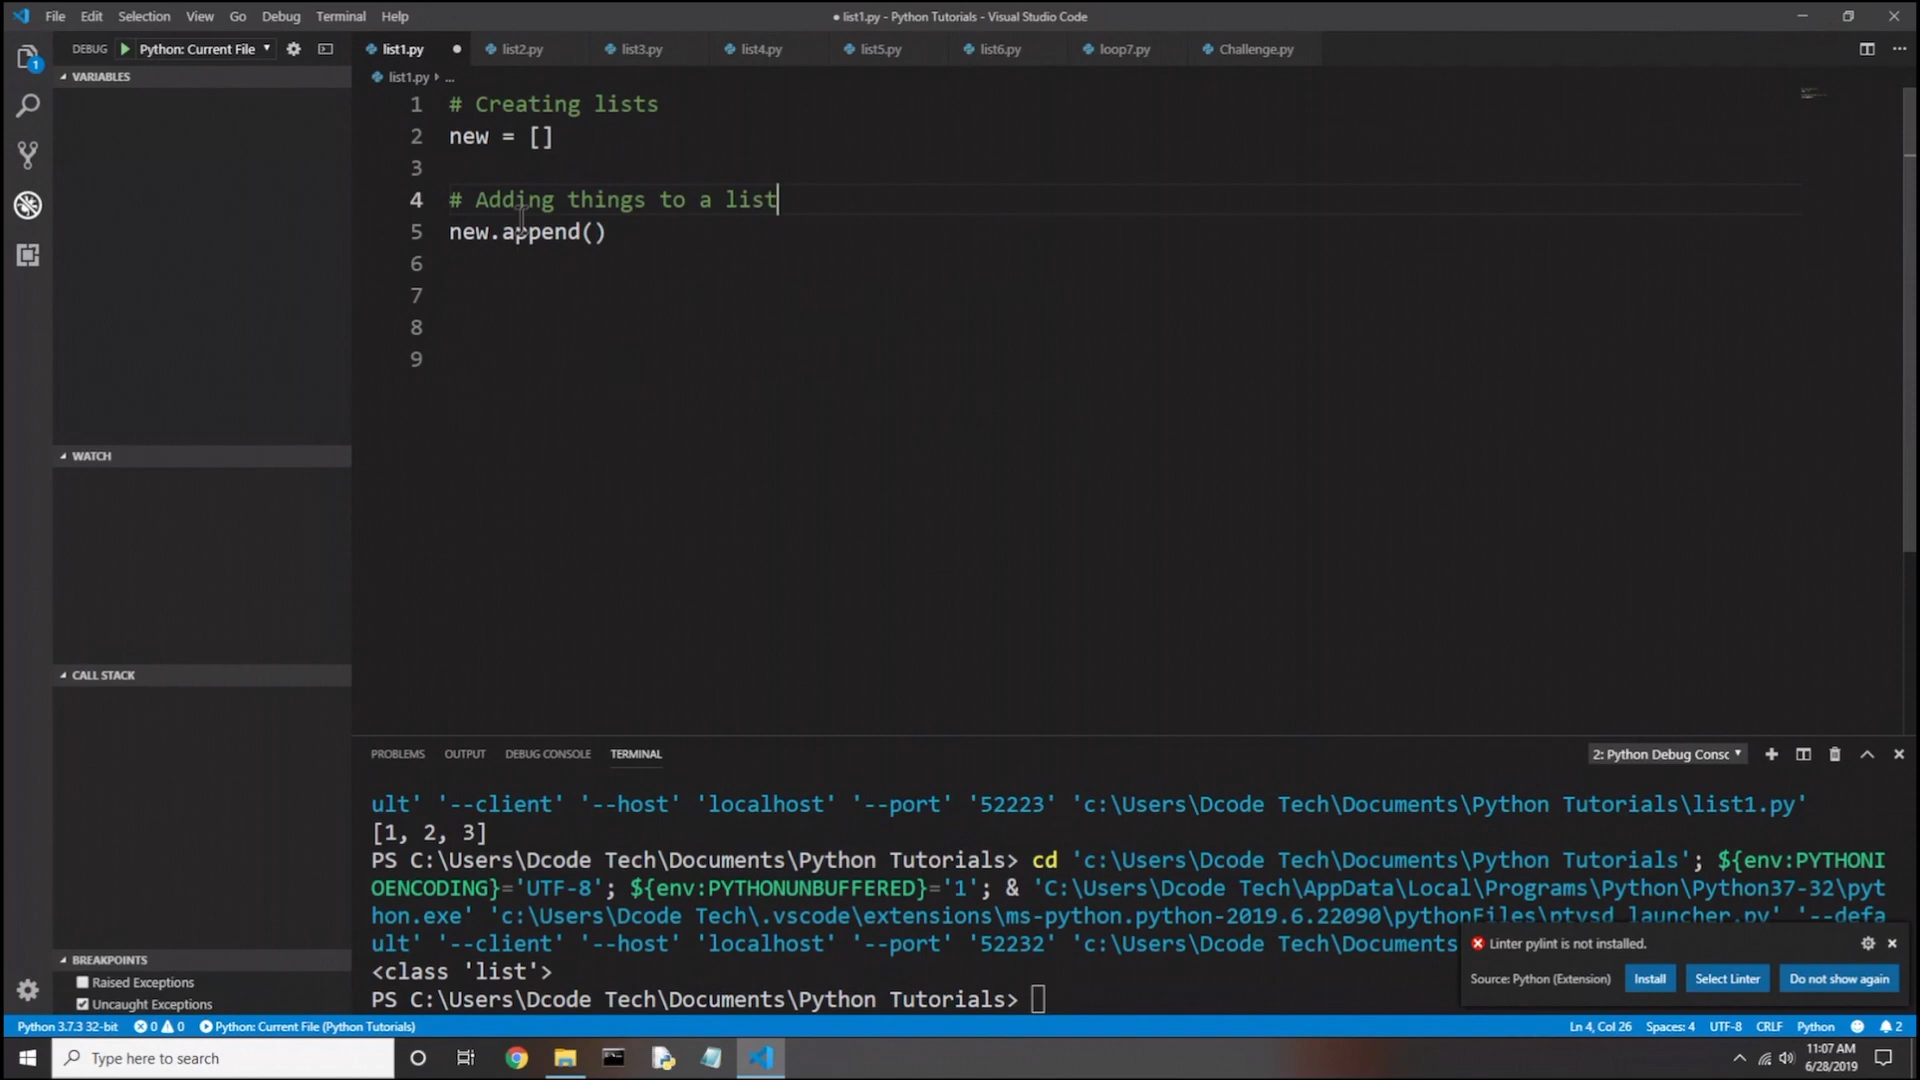 File Edit Selection View Go Debug Terminal Help
● list1.py - Python Tutorials - Visual Studio Code
DEBUG Python: Current File
list1.py list2.py list3.py list4.py list5.py list6.py loop7.py Challenge.py
VARIABLES
list1.py › ...
1 # Creating lists
2 new = []
3
4 # Adding things to a list
5 new.append()
6
7
8
9
WATCH
CALL STACK
BREAKPOINTS
Raised Exceptions
Uncaught Exceptions
PROBLEMS OUTPUT DEBUG CONSOLE TERMINAL
2: Python Debug Consc
ult' '--client' '--host' 'localhost' '--port' '52223' 'c:\Users\Dcode Tech\Documents\Python Tutorials\list1.py'
[1, 2, 3]
PS C:\Users\Dcode Tech\Documents\Python Tutorials> cd 'c:\Users\Dcode Tech\Documents\Python Tutorials'; ${env:PYTHONI
OENCODING}='UTF-8'; ${env:PYTHONUNBUFFERED}='1'; & 'C:\Users\Dcode Tech\AppData\Local\Programs\Python\Python37-32\pyt
hon.exe' 'c:\Users\Dcode Tech\.vscode\extensions\ms-python.python-2019.6.22090\pythonFiles\ptvsd_launcher.py' '--defa
ult' '--client' '--host' 'localhost' '--port' '52232' 'c:\Users\Dcode Tech\Documents
<class 'list'>
PS C:\Users\Dcode Tech\Documents\Python Tutorials>
Linter pylint is not installed.
Source: Python (Extension) Install Select Linter Do not show again
Python 3.7.3 32-bit 0 0 Python: Current File (Python Tutorials)
Ln 4, Col 26 Spaces: 4 UTF-8 CRLF Python 2
Type here to search
11:07 AM
6/28/2019